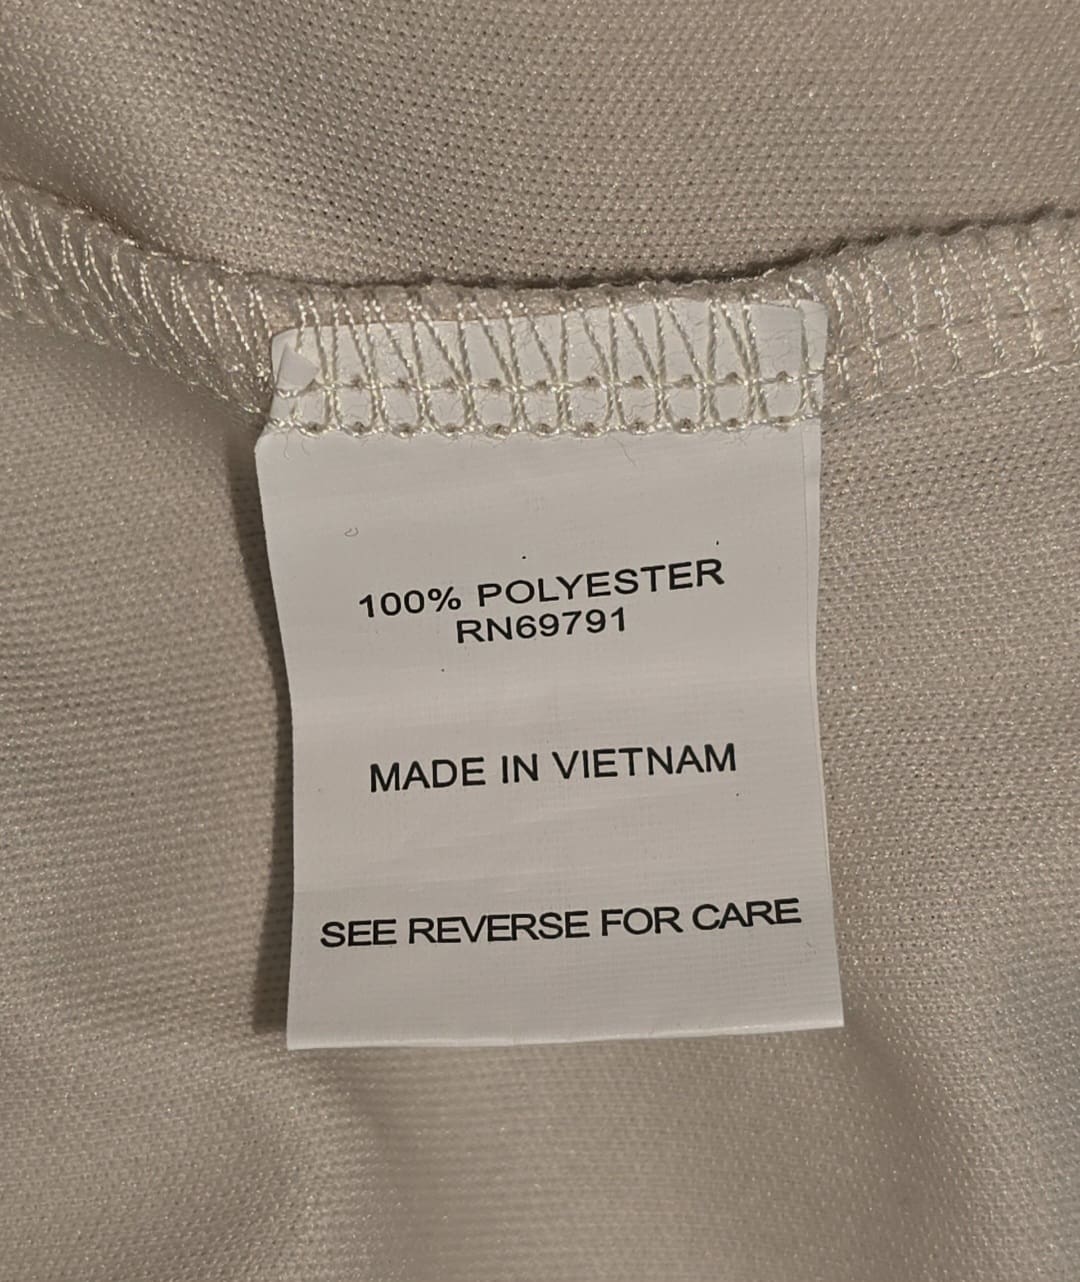 100% POLYESTER
RN69791
MADE IN VIETNAM
SEE REVERSE FOR CARE